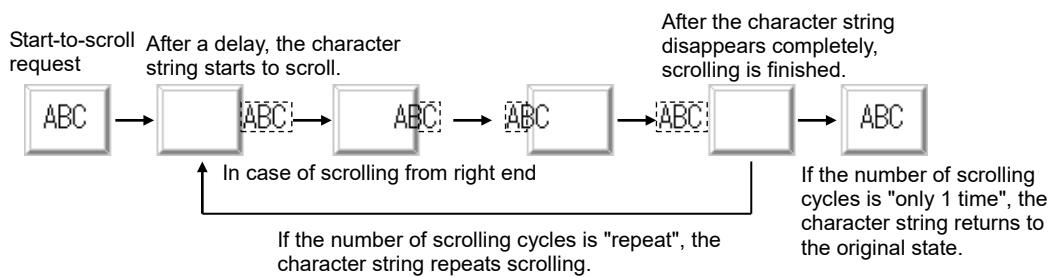 Start-to-scroll
request
After a delay, the character
string starts to scroll.
After the character string
disappears completely,
scrolling is finished.
ABC
ABC
ABC
ABC
ABC
ABC
In case of scrolling from right end
If the number of scrolling
cycles is "only 1 time", the
character string returns to
the original state.
If the number of scrolling cycles is "repeat", the
character string repeats scrolling.